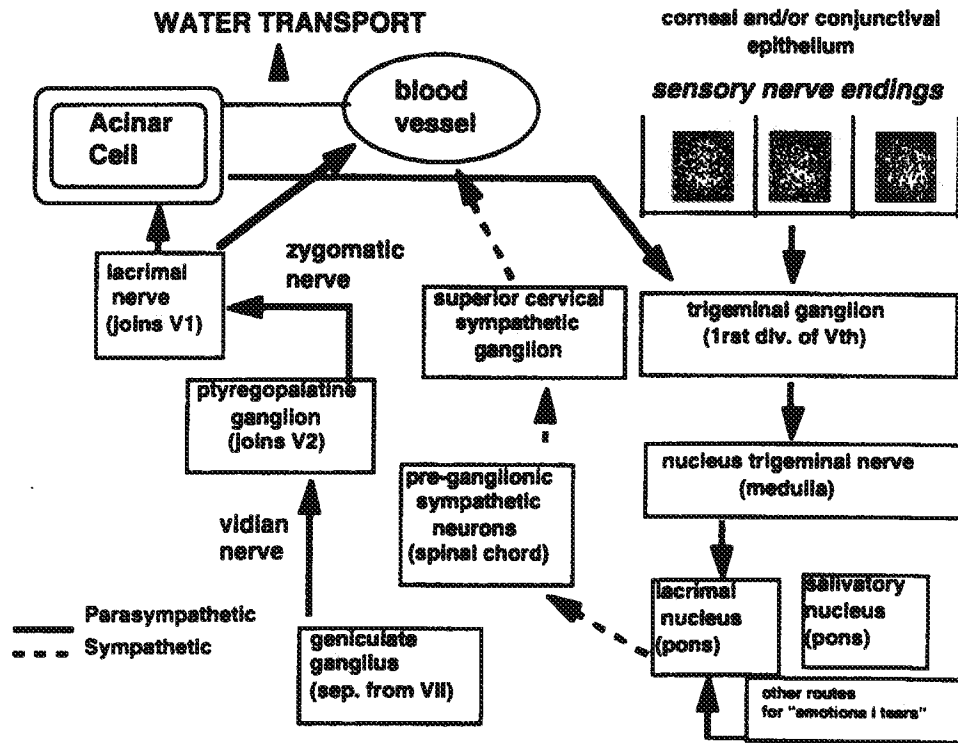 WATER TRANSPORT
corneal and/or conjunctival
epithelium
sensory nerve endings
blood
vessel
Acinar
Cell
lacrimal
nerve
(joins V1)
zygomatic
nerve
superior cervical
sympathetic
ganglion
trigeminal ganglion
(1rst div. of Vth)
ptyregopalatine
ganglion
(joins V2)
nucleus trigeminal nerve
(medulla)
pre-ganglionic
sympathetic
neurons
(spinal chord)
vidian
nerve
lacrimal
nucleus
(pons)
salivatory
nucleus
(pons)
Parasympathetic
Sympathetic
geniculate
ganglius
(sep. from VII)
other routes
for "emotiona l tears"